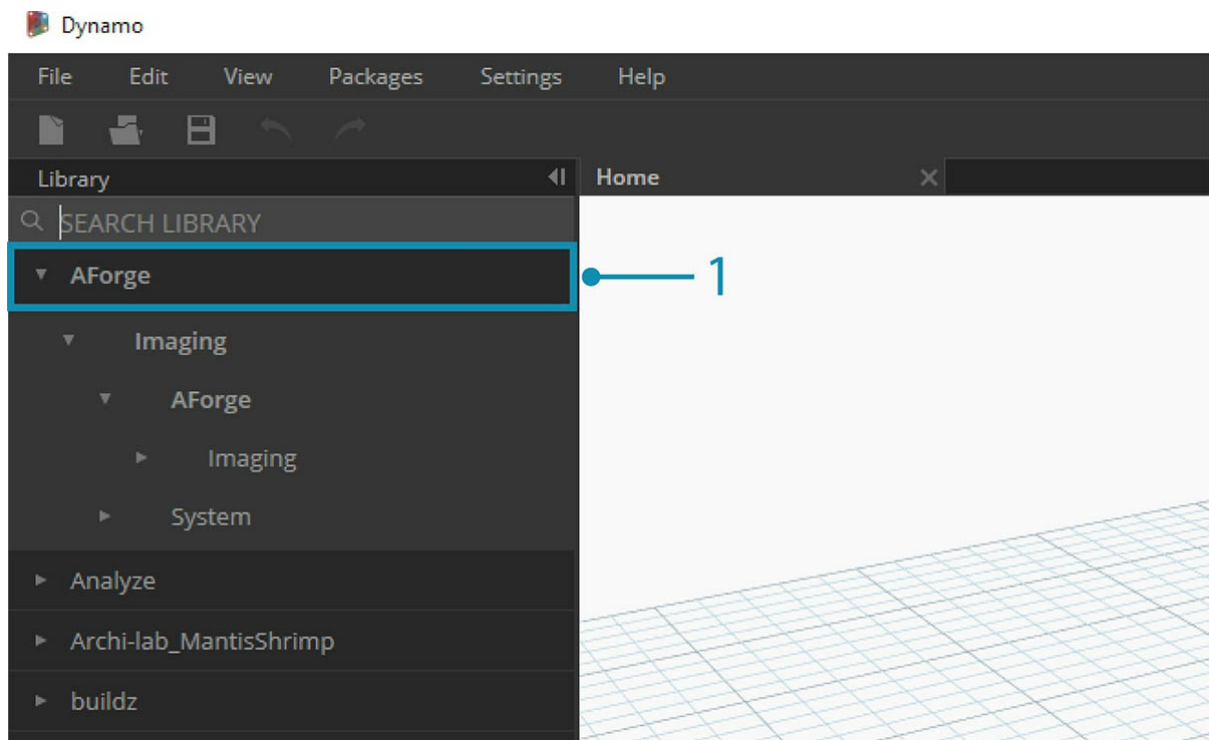 Dynamo
File Edit View Packages Settings Help
Library
Home
SEARCH LIBRARY
AForge
1
Imaging
AForge
Imaging
System
Analyze
Archi-lab_MantisShrimp
buildz